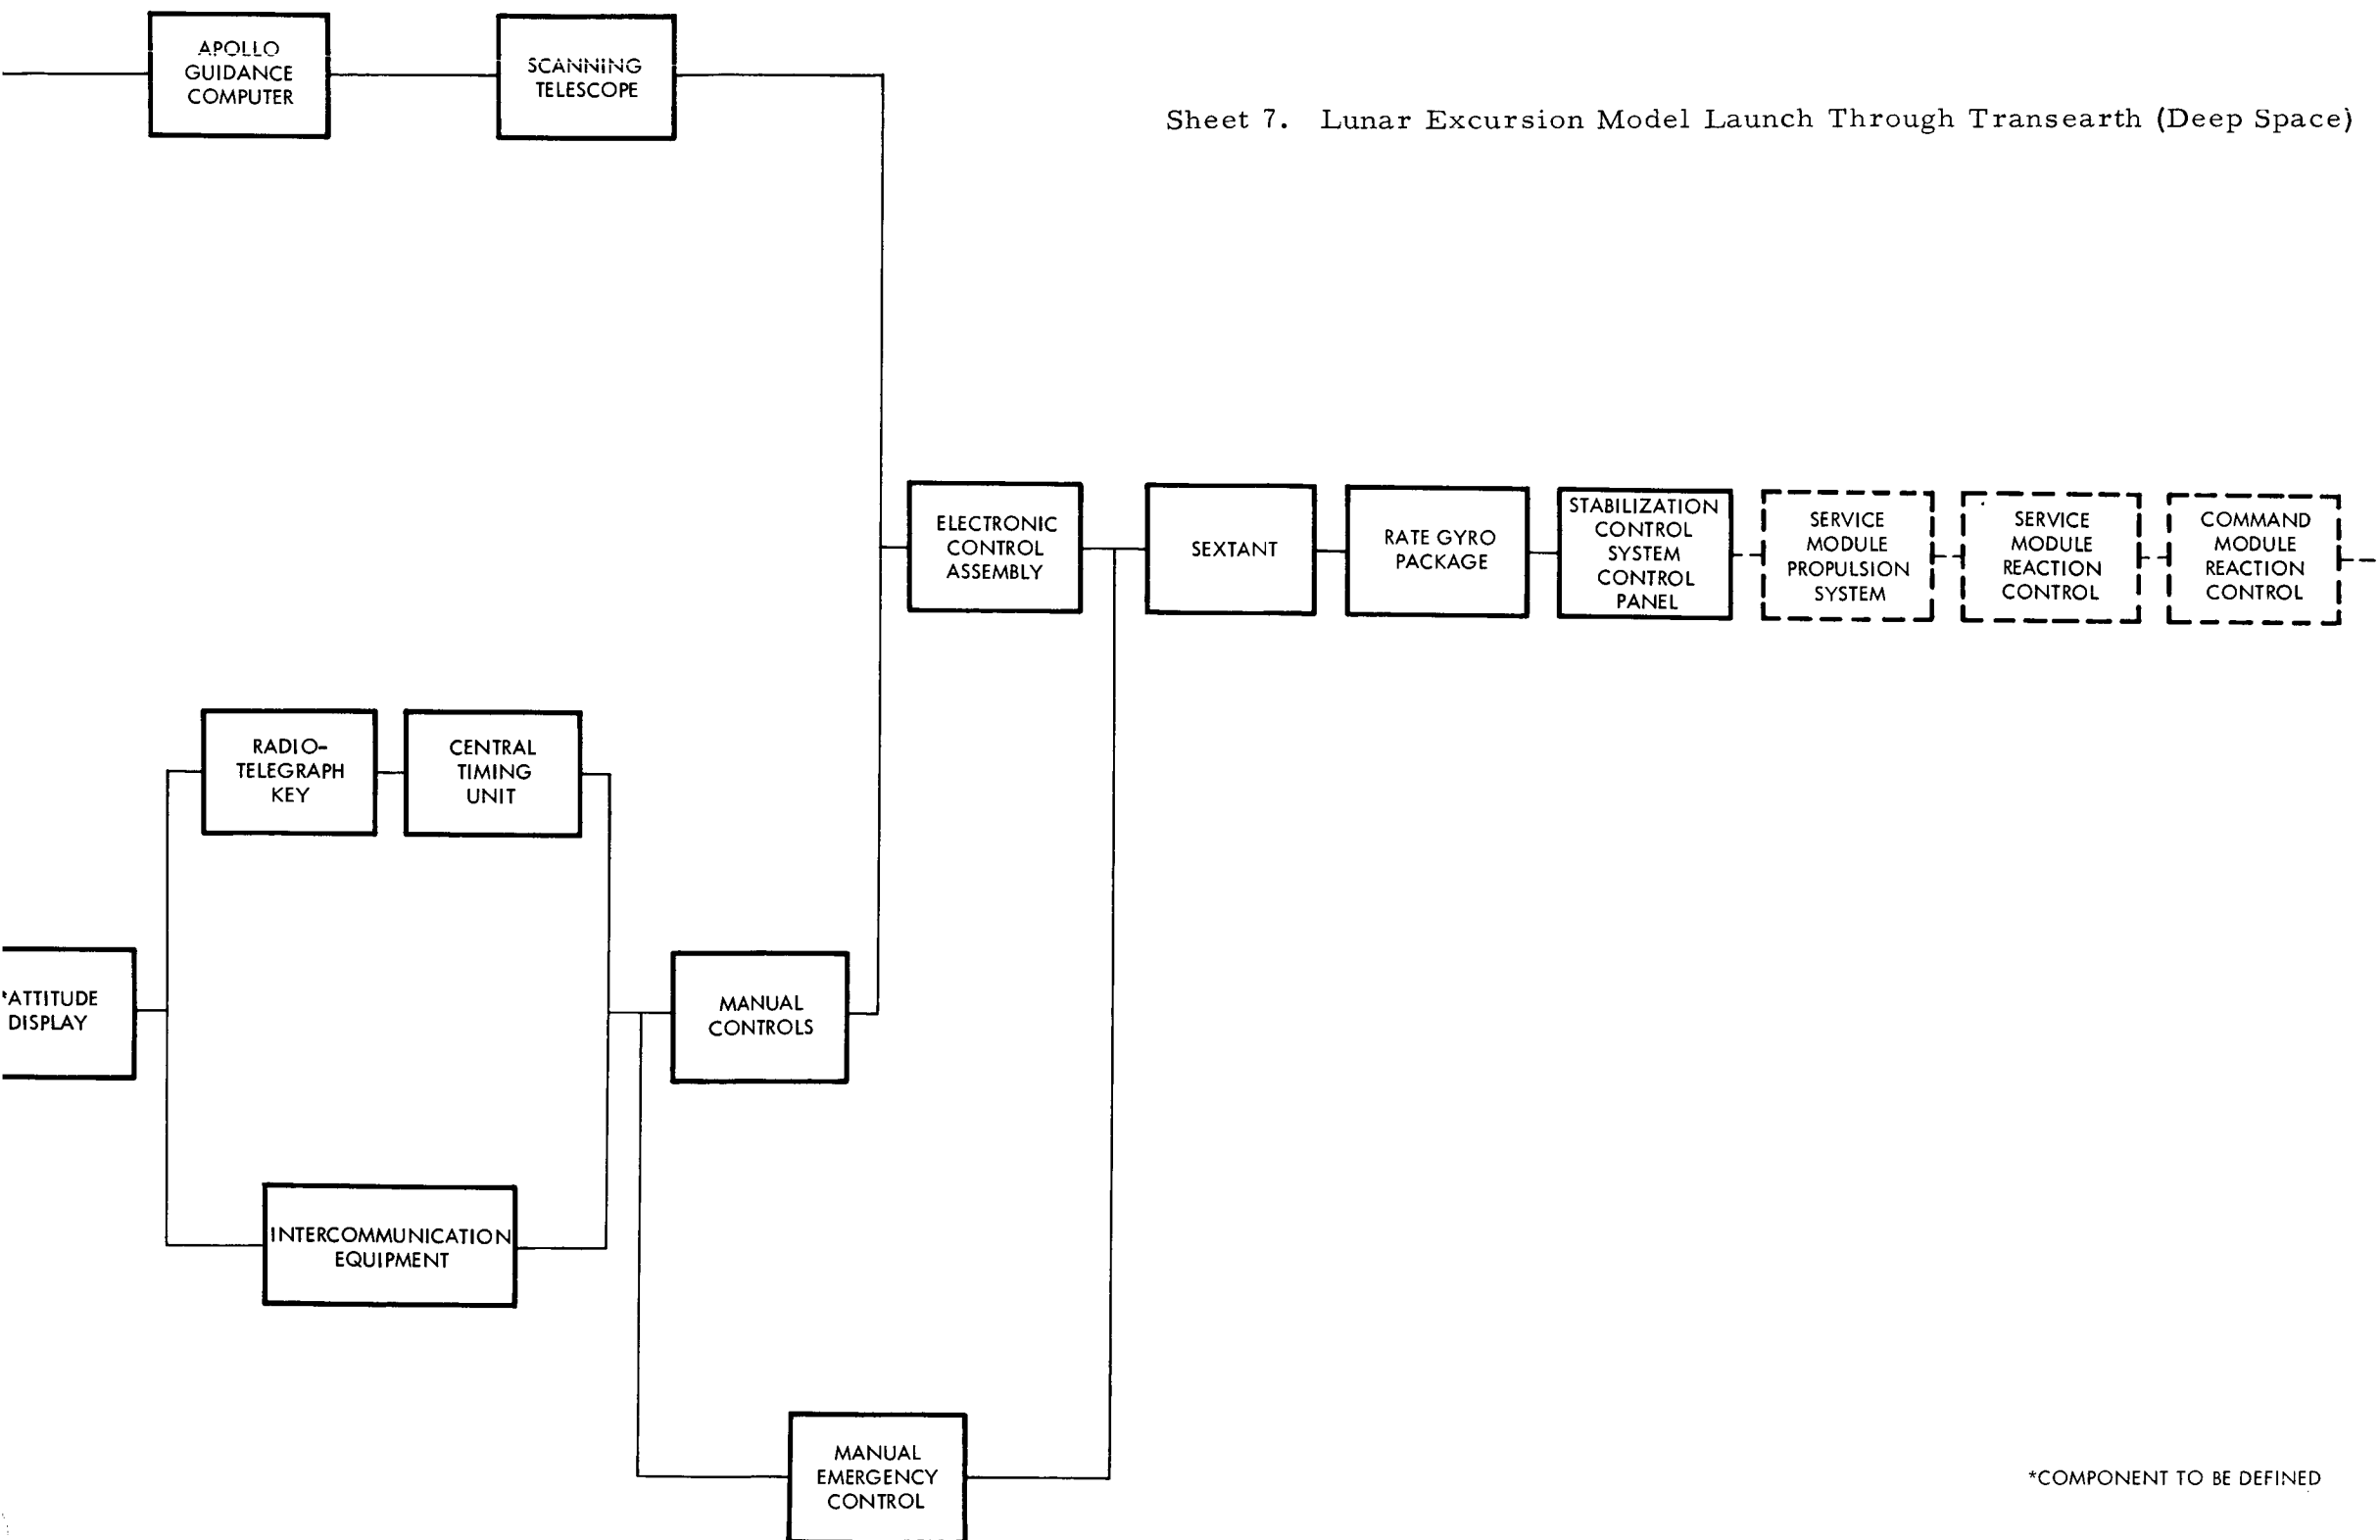 APOLLO
GUIDANCE
COMPUTER
SCANNING
TELESCOPE
Sheet 7. Lunar Excursion Model Launch Through Transearth (Deep Space)
ELECTRONIC
CONTROL
ASSEMBLY
SEXTANT
RATE GYRO
PACKAGE
STABILIZATION
CONTROL
SYSTEM
CONTROL
PANEL
SERVICE
MODULE
PROPULSION
SYSTEM
SERVICE
MODULE
REACTION
CONTROL
COMMAND
MODULE
REACTION
CONTROL
RADIO-
TELEGRAPH
KEY
CENTRAL
TIMING
UNIT
*ATTITUDE
DISPLAY
MANUAL
CONTROLS
INTERCOMMUNICATION
EQUIPMENT
MANUAL
EMERGENCY
CONTROL
*COMPONENT TO BE DEFINED